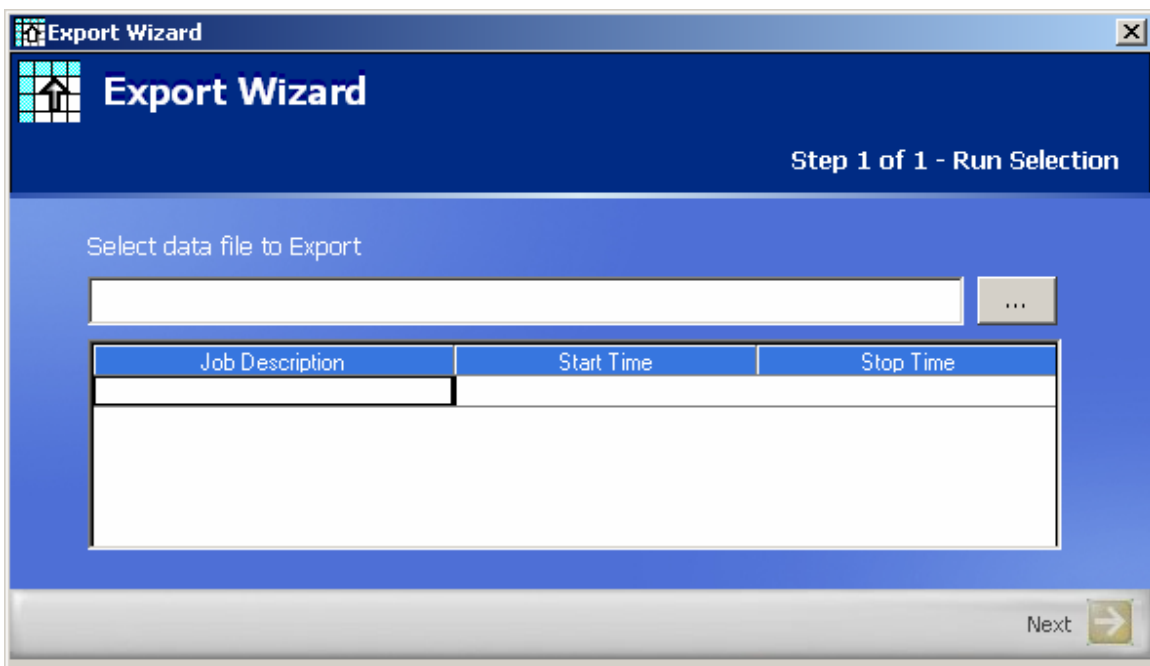 Export Wizard
Export Wizard
Step 1 of 1 - Run Selection
Select data file to Export
...
Job Description Start Time Stop Time
Next